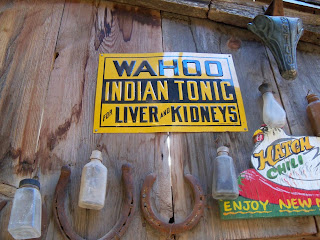 WAHOO
INDIAN TONIC
FOR LIVER AND KIDNEYS
HATCH
CHILI
ENJOY NEW